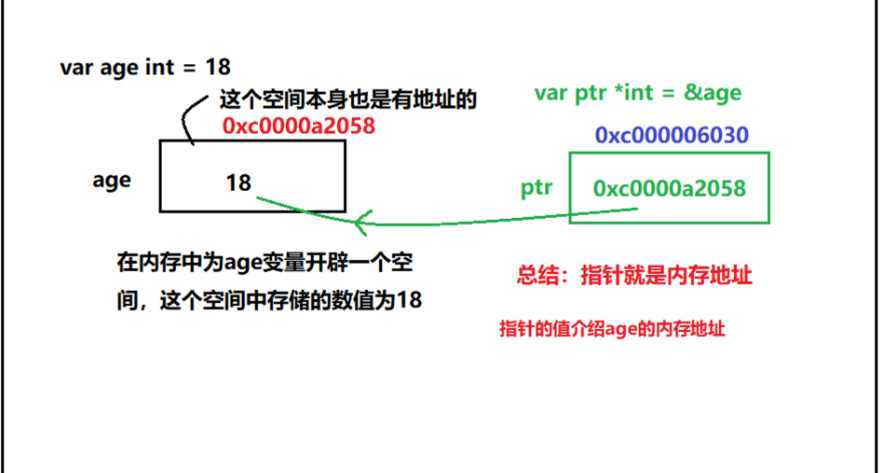 var age int = 18
这个空间本身也是有地址的
0xc0000a2058
age
18
在内存中为age变量开辟一个空
间，这个空间中存储的数值为18
var ptr *int = &age
0xc000006030
ptr
0xc0000a2058
总结：指针就是内存地址
指针的值介绍age的内存地址